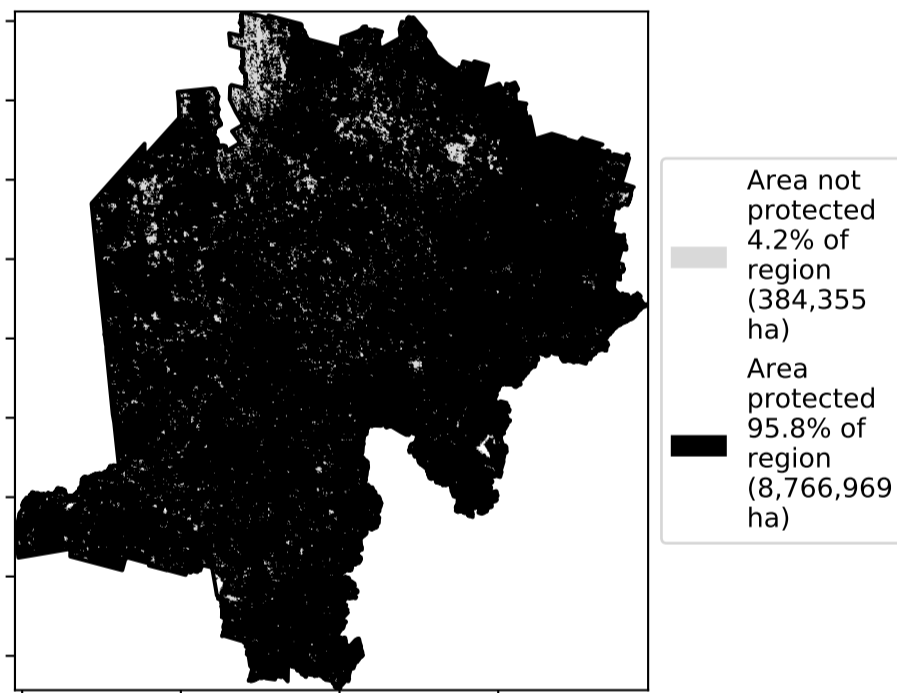 Area not
protected
4.2% of
region
(384,355
ha)
Area
protected
95.8% of
region
(8,766,969
ha)